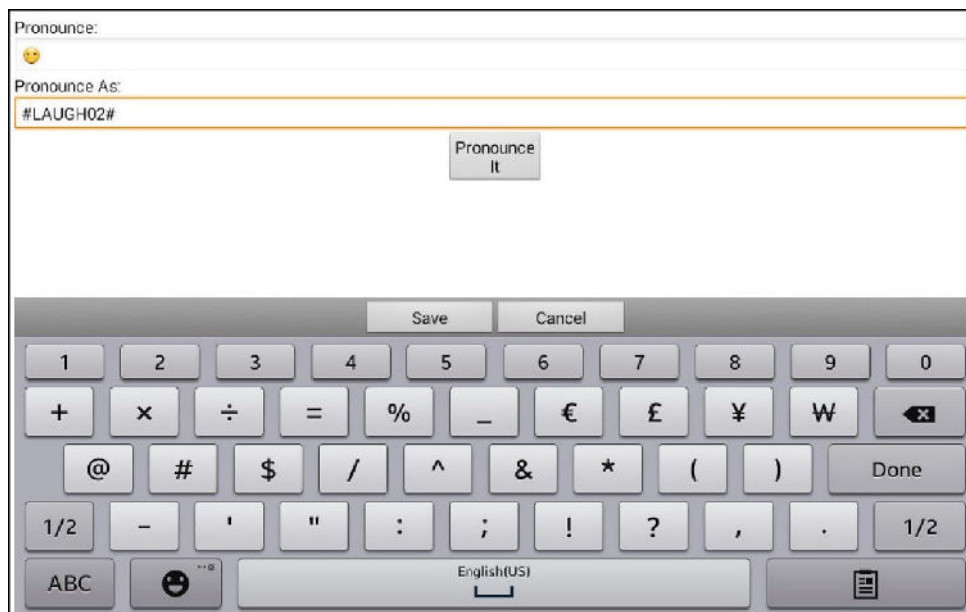 Pronounce:
😊
Pronounce As:
#LAUGH02#
Pronounce
It
Save Cancel
1 2 3 4 5 6 7 8 9 0
+ × ÷ = % _ € £ ¥ ₩
@ # $ / ^ & * ( ) Done
1/2 - ' " : ; ! ? , . 1/2
ABC English(US)